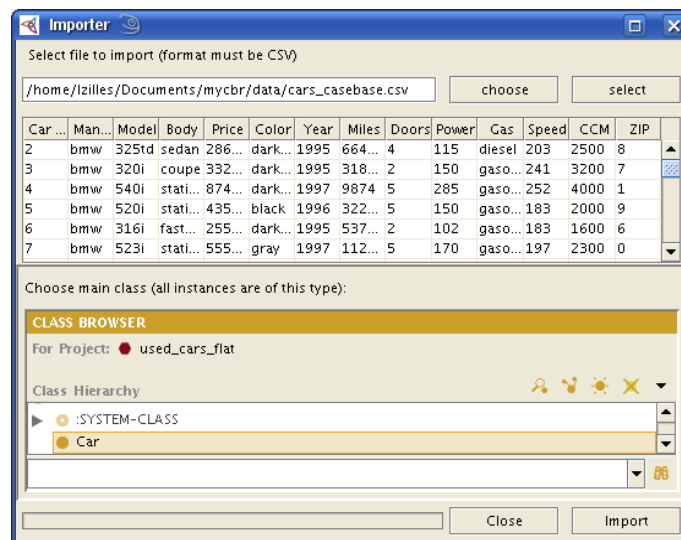 Importer
Select file to import (format must be CSV)
/home/lzilles/Documents/mycbr/data/cars_casebase.csv choose select
Car ... Man... Model Body Price Color Year Miles Doors Power Gas Speed CCM ZIP
2 bmw 325td sedan 286... dark... 1995 664... 4 115 diesel 203 2500 8
3 bmw 320i coupe 332... dark... 1995 318... 2 150 gaso... 241 3200 7
4 bmw 540i stati... 874... dark... 1997 9874 5 285 gaso... 252 4000 1
5 bmw 520i stati... 435... black 1996 322... 5 150 gaso... 183 2000 9
6 bmw 316i fast... 255... dark... 1995 537... 2 102 gaso... 183 1600 6
7 bmw 523i stati... 555... gray 1997 112... 5 170 gaso... 197 2300 0
Choose main class (all instances are of this type):
CLASS BROWSER
For Project: used_cars_flat
Class Hierarchy
:SYSTEM-CLASS
Car
Close Import